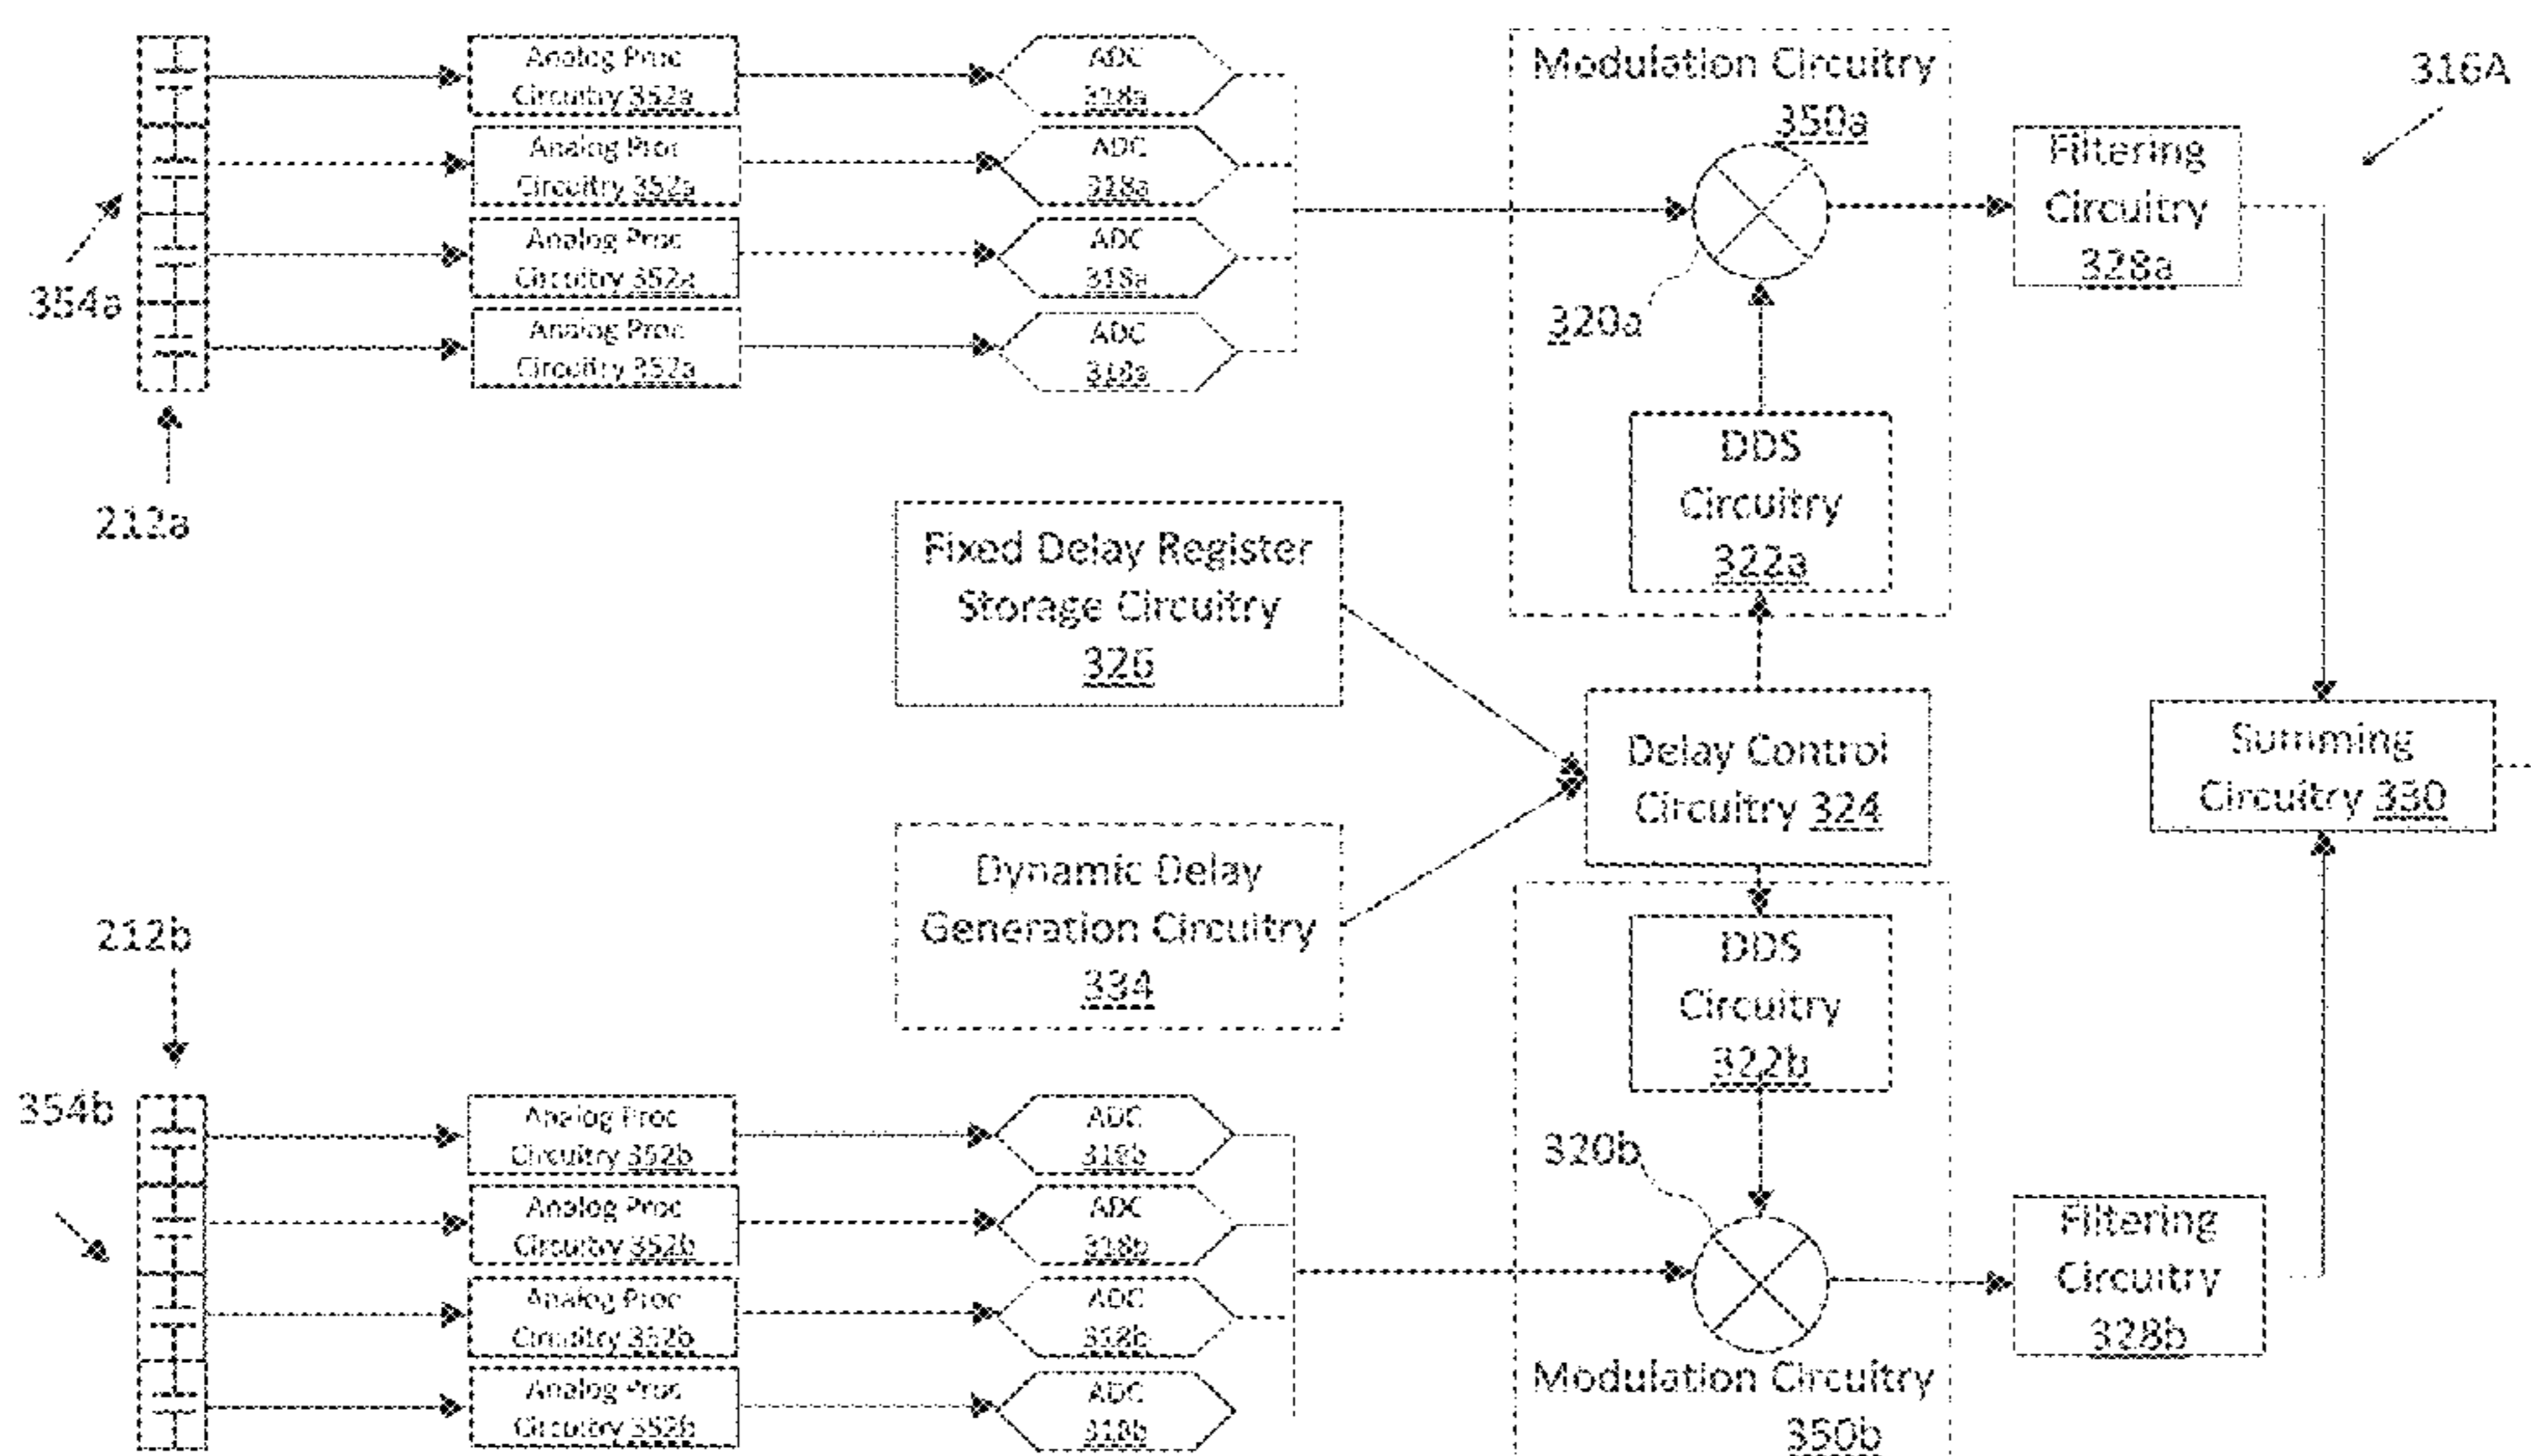 Analog Proc
Circuitry 352a
ADC
318a
Modulation Circuitry
350a
316A
Analog Proc
Circuitry 352a
ADC
318a
Filtering
Circuitry
328a
Analog Proc
Circuitry 352a
ADC
318a
354a
320a
Analog Proc
Circuitry 352a
ADC
318a
212a
DDS
Circuitry
322a
Fixed Delay Register
Storage Circuitry
326
Delay Control
Circuitry 324
Summing
Circuitry 330
Dynamic Delay
Generation Circuitry
334
212b
DDS
Circuitry
322b
354b
Analog Proc
Circuitry 352b
ADC
318b
320b
Analog Proc
Circuitry 352b
ADC
318b
Filtering
Circuitry
328b
Analog Proc
Circuitry 352b
ADC
318b
Analog Proc
Circuitry 352b
ADC
318b
Modulation Circuitry
350b